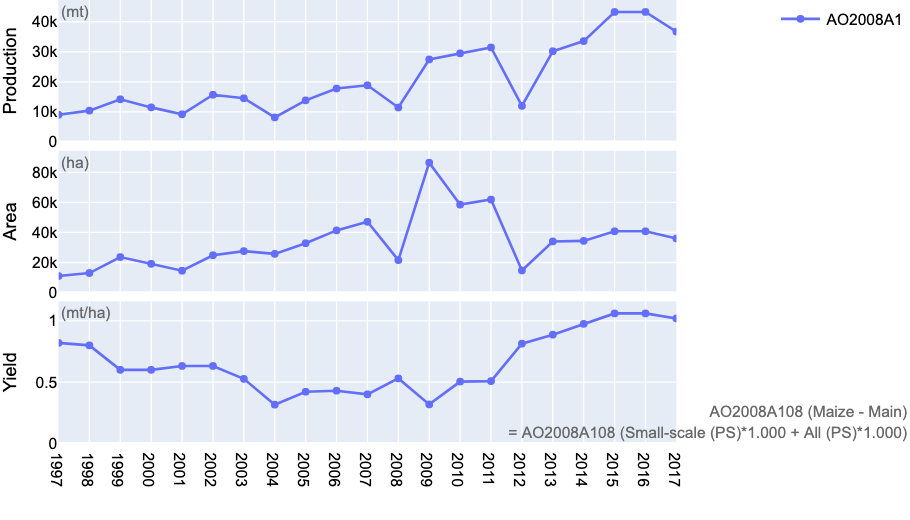 (mt)
AO2008A1
Production
40k
30k
20k
10k
0
(ha)
Area
80k
60k
40k
20k
0
(mt/ha)
Yield
1
0.5
0
AO2008A108 (Maize - Main)
= AO2008A108 (Small-scale (PS)*1.000 + All (PS)*1.000)
1997
1998
1999
2000
2001
2002
2003
2004
2005
2006
2007
2008
2009
2010
2011
2012
2013
2014
2015
2016
2017